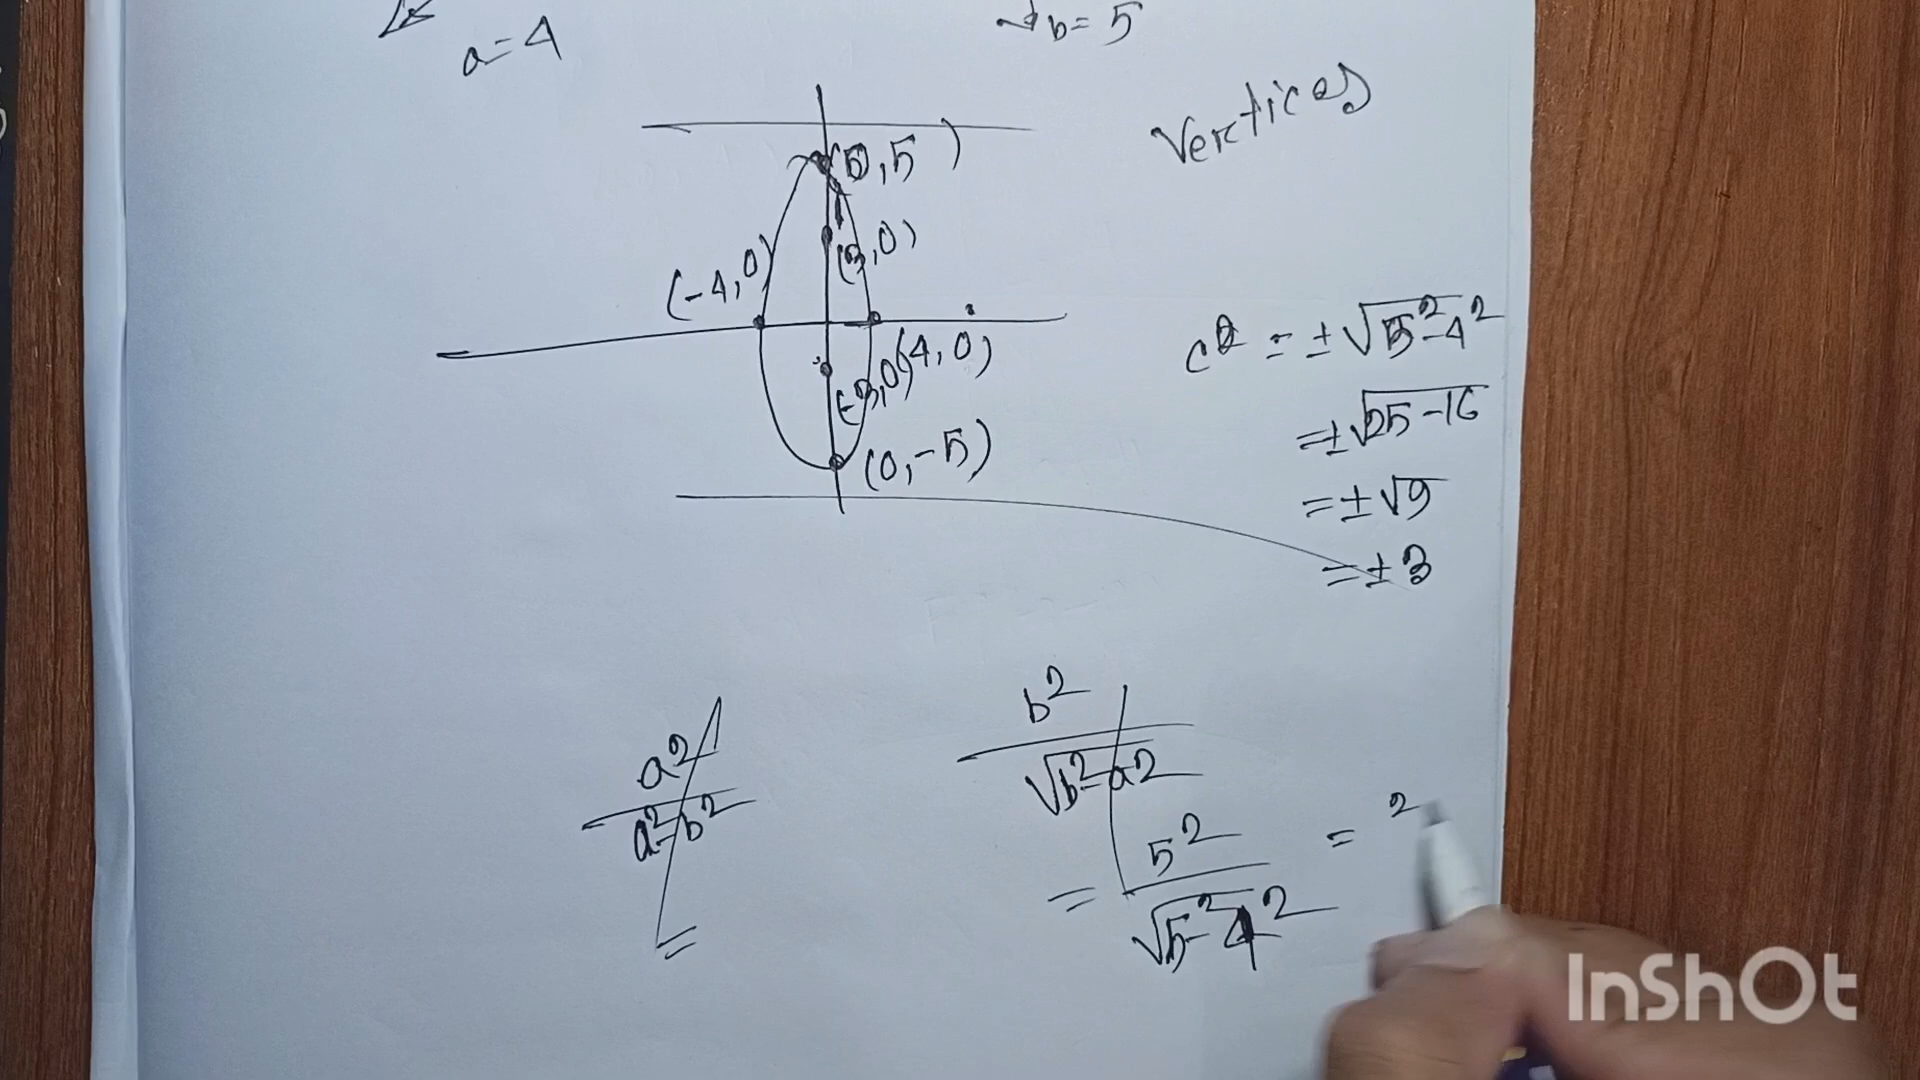 a=4
b=5
Vertices
(0,5)
(3,0)
(-4,0)
(4,0)
(-3,0)
(0,-5)
c = ±√5²-4²
=±√25-16
=±√9
=±3
a²
a²-b²
=
b²
√b²-a2
= 5² = 2
√5²-4²
InShOt